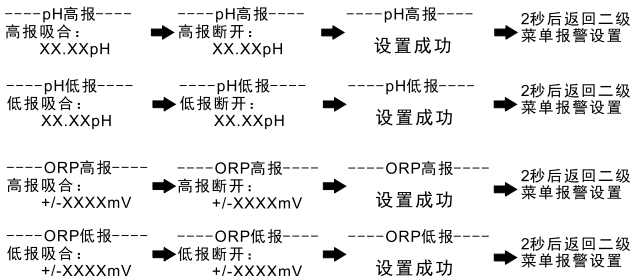 ----pH高报----
高报吸合：
XX.XXpH
----pH高报----
高报断开：
XX.XXpH
----pH高报----
设置成功
2秒后返回二级
菜单报警设置
----pH低报----
低报吸合：
XX.XXpH
----pH低报----
低报断开：
XX.XXpH
----pH低报----
设置成功
2秒后返回二级
菜单报警设置
----ORP高报----
高报吸合：
+/-XXXXmV
----ORP高报----
高报断开：
+/-XXXXmV
----ORP高报----
设置成功
2秒后返回二级
菜单报警设置
----ORP低报----
低报吸合：
+/-XXXXmV
----ORP低报----
低报断开：
+/-XXXXmV
----ORP低报----
设置成功
2秒后返回二级
菜单报警设置